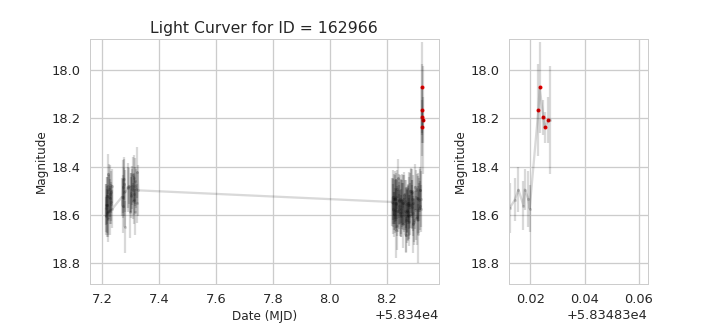 Light Curver for ID = 162966
Magnitude
18.0
18.2
18.4
18.6
18.8
7.2 7.4 7.6 7.8 8.0 8.2
Date (MJD)
+5.834e4
Magnitude
18.0
18.2
18.4
18.6
18.8
0.02 0.04 0.06
+5.83483e4